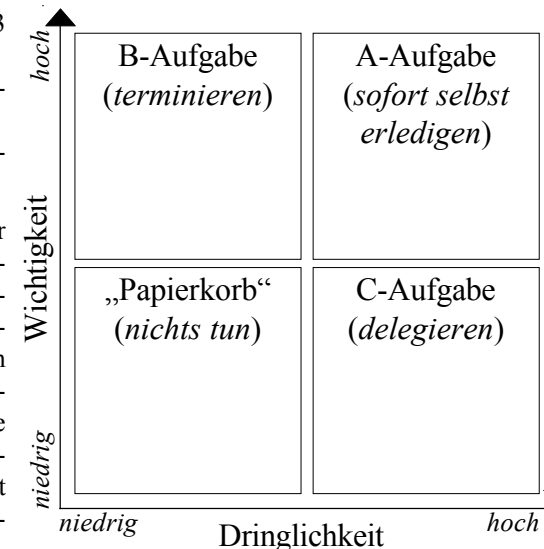 hoch
B-Aufgabe
(terminieren)
A-Aufgabe
(sofort selbst
erledigen)
Wichtigkeit
„Papierkorb“
(nichts tun)
C-Aufgabe
(delegieren)
niedrig
niedrig
Dringlichkeit
hoch